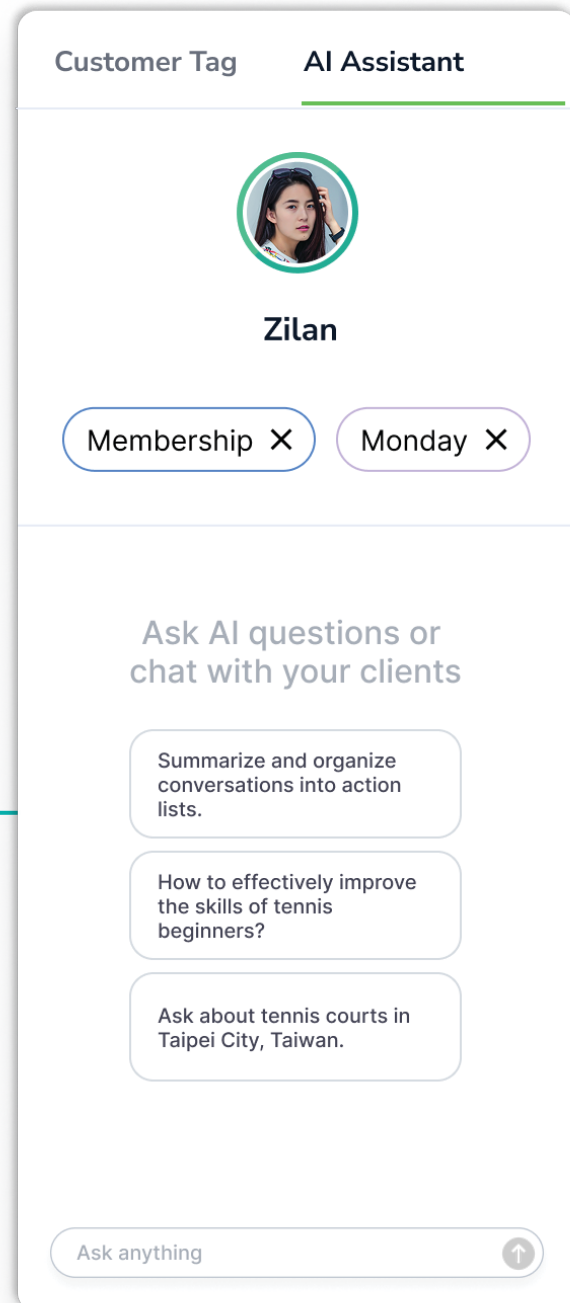 Customer Tag
AI Assistant
Zilan
Membership
Monday
Ask AI questions or
chat with your clients
Summarize and organize
conversations into action
lists.
How to effectively improve
the skills of tennis
beginners?
Ask about tennis courts in
Taipei City, Taiwan.
Ask anything